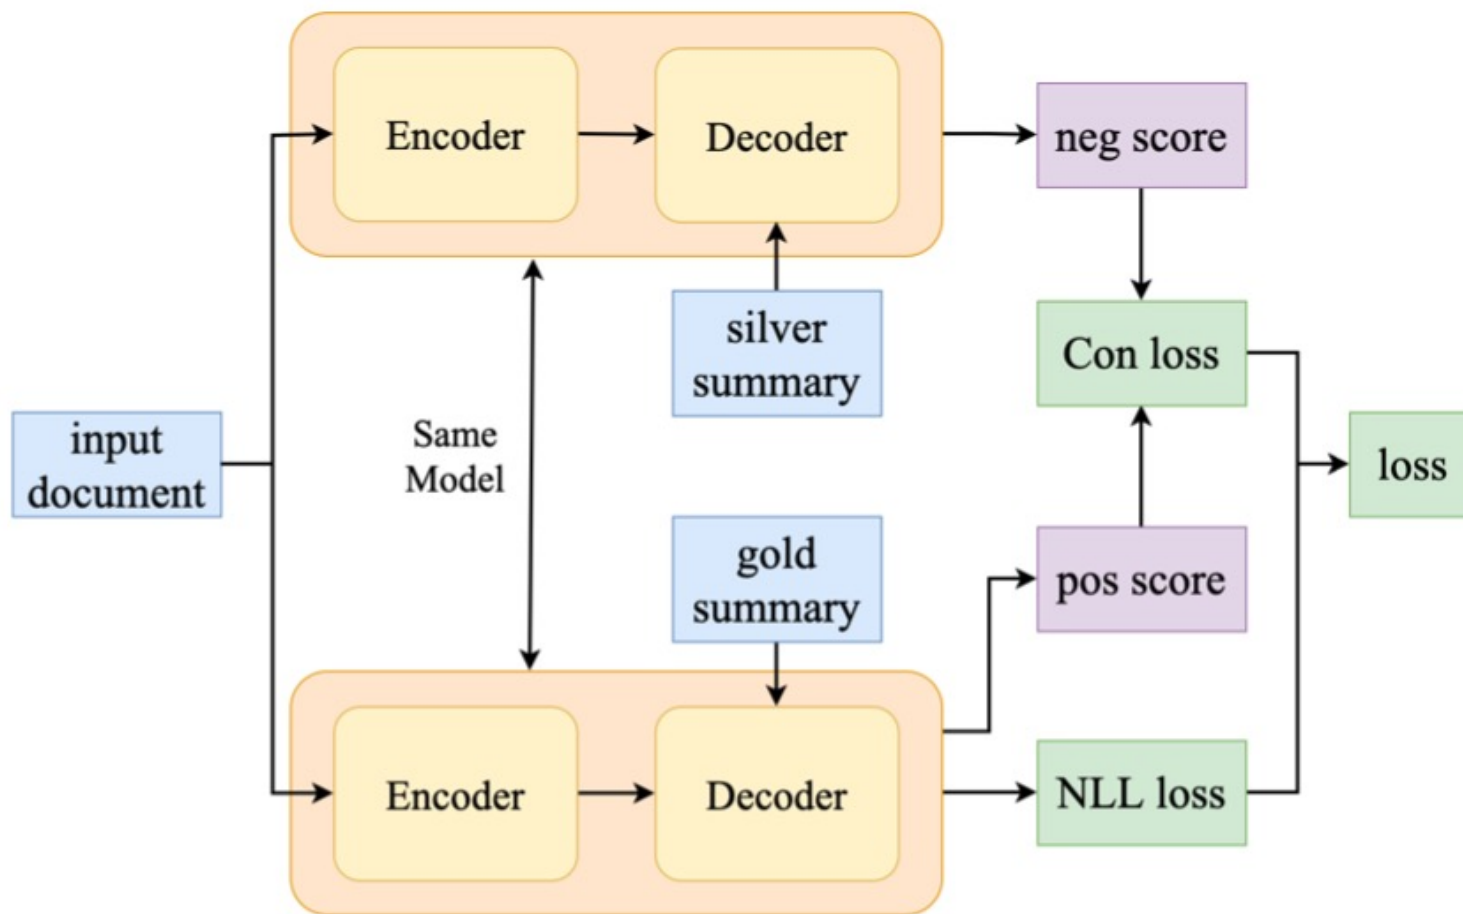 Encoder
Decoder
neg score
silver
summary
Con loss
input
document
Same
Model
loss
gold
summary
pos score
Encoder
Decoder
NLL loss